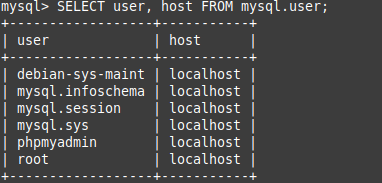 mysql> SELECT user, host FROM mysql.user;
+------------------+-----------+
| user             | host      |
+------------------+-----------+
| debian-sys-maint | localhost |
| mysql.infoschema | localhost |
| mysql.session    | localhost |
| mysql.sys        | localhost |
| phpmyadmin       | localhost |
| root             | localhost |
+------------------+-----------+